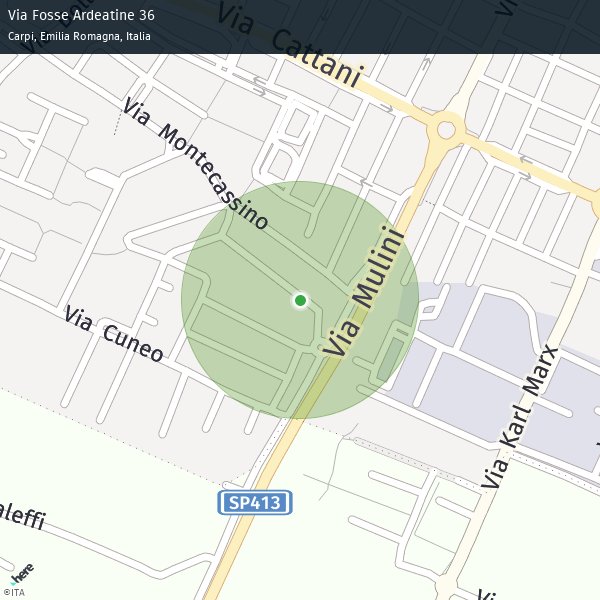 Via Fosse Ardeatine 36
Carpi, Emilia Romagna, Italia
Via Cattani
Via Montecassino
Via Mulini
Via Cuneo
Via Karl Marx
SP413
aleffi
here
©ITA
Via